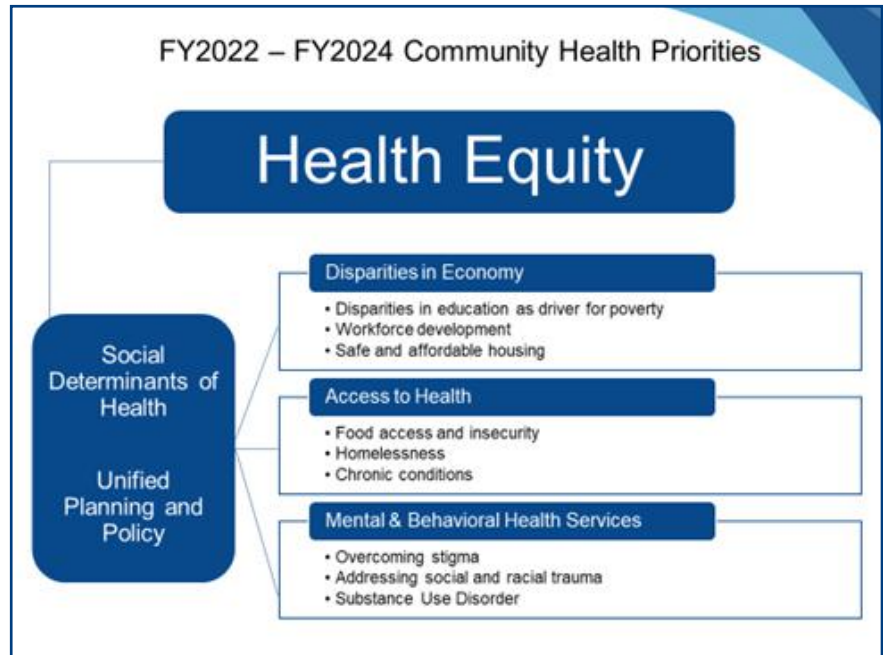 FY2022 – FY2024 Community Health Priorities
Health Equity
Social
Determinants of
Health
Unified
Planning and
Policy
Disparities in Economy
• Disparities in education as driver for poverty
• Workforce development
• Safe and affordable housing
Access to Health
• Food access and insecurity
• Homelessness
• Chronic conditions
Mental & Behavioral Health Services
• Overcoming stigma
• Addressing social and racial trauma
• Substance Use Disorder